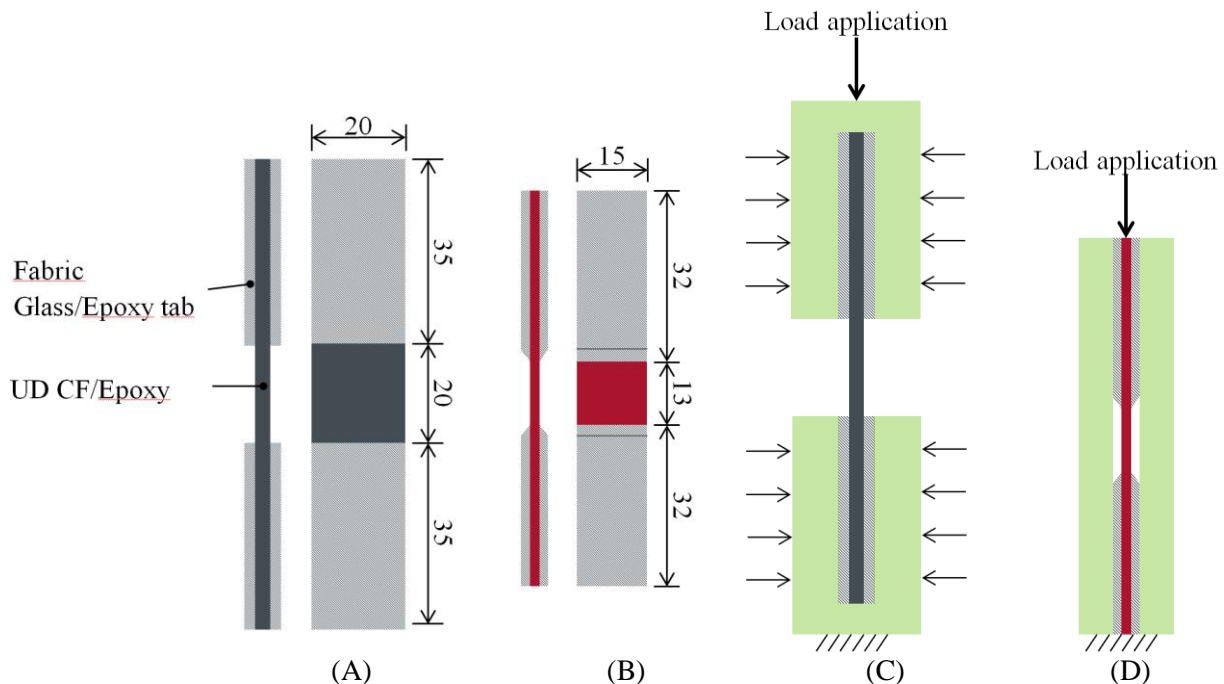 Load application
20
15
Load application
35
32
Fabric
Glass/Epoxy tab
UD CF/Epoxy
20
13
35
32
(A)
(B)
(C)
(D)